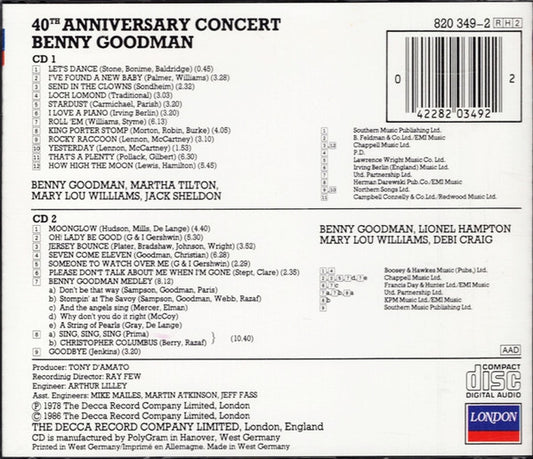 40TH ANNIVERSARY CONCERT
BENNY GOODMAN
820 349-2 RH2
CD 1
1 LET'S DANCE (Stone, Bonime, Baldridge) (0.45)
2 I'VE FOUND A NEW BABY (Palmer, Williams) (3.28)
3 SEND IN THE CLOWNS (Sondheim) (2.32)
4 LOCH LOMOND (Traditional) (3.03)
5 STARDUST (Carmichael, Parish) (3.20)
6 I LOVE A PIANO (Irving Berlin) (3.20)
7 ROLL 'EM (Williams, Styme) (6.13)
8 KING PORTER STOMP (Morton, Robin, Burke) (4.05)
9 ROCKY RACCOON (Lennon, McCartney) (3.10)
10 YESTERDAY (Lennon, McCartney) (1.53)
11 THAT'S A PLENTY (Pollack, Gilbert) (6.30)
12 HOW HIGH THE MOON (Lewis, Hamilton) (5.45)
BENNY GOODMAN, MARTHA TILTON,
MARY LOU WILLIAMS, JACK SHELDON
0 42282 03492 2
1 Southern Music Publishing Ltd.
2 B. Feldman & Co.Ltd./EMI Music
3, 12 Chappell Music Ltd.
4 P.D.
5 Lawrence Wright Music Co. Ltd.
6 Irving Berlin (England) Music Ltd.
7 Utd. Partnership Ltd.
8 Herman Darewski Pub.Co./EMI Music
9, 10 Northern Songs Ltd.
11 Campbell Connelly & Co.Ltd./Redwood Music Ltd.
CD 2
1 MOONGLOW (Hudson, Mills, De Lange) (4.40)
2 OH! LADY BE GOOD (G & I Gershwin) (5.30)
3 JERSEY BOUNCE (Plater, Bradshaw, Johnson, Wright) (3.52)
4 SEVEN COME ELEVEN (Goodman, Christian) (6.28)
5 SOMEONE TO WATCH OVER ME (G & I Gershwin) (2.29)
6 PLEASE DON'T TALK ABOUT ME WHEN I'M GONE (Stept, Clare) (2.35)
7 BENNY GOODMAN MEDLEY (8.12)
a) Don't be that way (Sampson, Goodman, Paris)
b) Stompin' at The Savoy (Sampson, Goodman, Webb, Razaf)
c) And the angels sing (Mercer, Elman)
d) Why don't you do it right (McCoy)
e) A String of Pearls (Gray, De Lange)
8 a) SING, SING, SING (Prima)
b) CHRISTOPHER COLUMBUS (Berry, Razaf)
(10.40)
9 GOODBYE (Jenkins) (3.20)
BENNY GOODMAN, LIONEL HAMPTON
MARY LOU WILLIAMS, DEBI CRAIG
Boosey & Hawkes Music (Pubs.) Ltd.
Chappell Music Ltd.
Francis Day & Hunter Ltd./EMI Music
Utd. Partnership Ltd.
KPM Music Ltd./EMI Music
9 Southern Music Publishing Ltd.
Producer: TONY D'AMATO
Recordinig Director: RAY FEW
Engineer: ARTHUR LILLEY
Asst. Engineers: MIKE MAILES, MARTIN ATKINSON, JEFF FASS
℗ 1978 The Decca Record Company Limited, London
© 1986 The Decca Record Company Limited, London
THE DECCA RECORD COMPANY LIMITED, London, England
CD is manufactured by PolyGram in Hanover, West Germany
Printed in West Germany/Imprimé en Allemagne. Made in West Germany
AAD
COMPACT
disc
DIGITAL AUDIO
LONDON